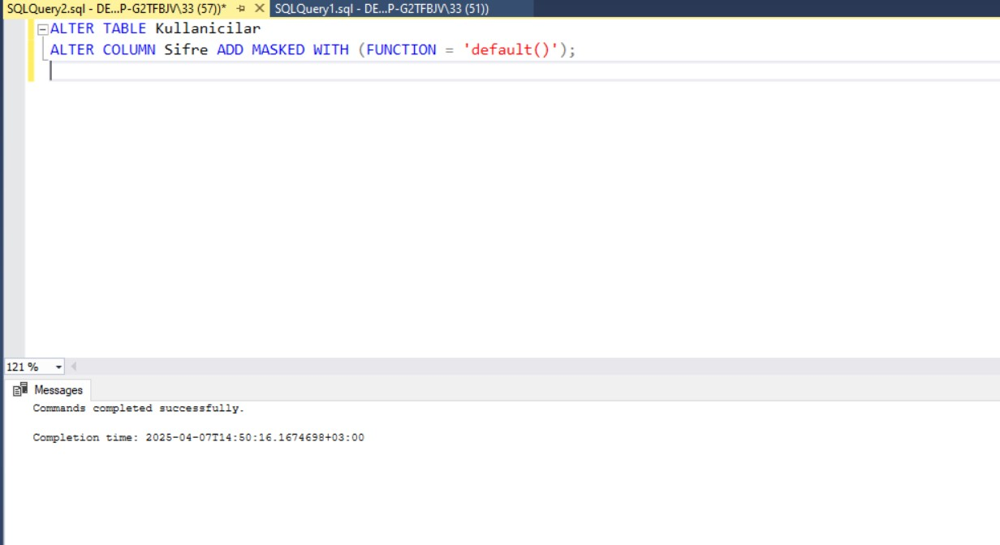 SQLQuery2.sql - DE...P-G2TFBJV\33 (57))* SQLQuery1.sql - DE...P-G2TFBJV\33 (51))
ALTER TABLE Kullanicilar
ALTER COLUMN Sifre ADD MASKED WITH (FUNCTION = 'default()');
121 %
Messages
Commands completed successfully.
Completion time: 2025-04-07T14:50:16.1674698+03:00